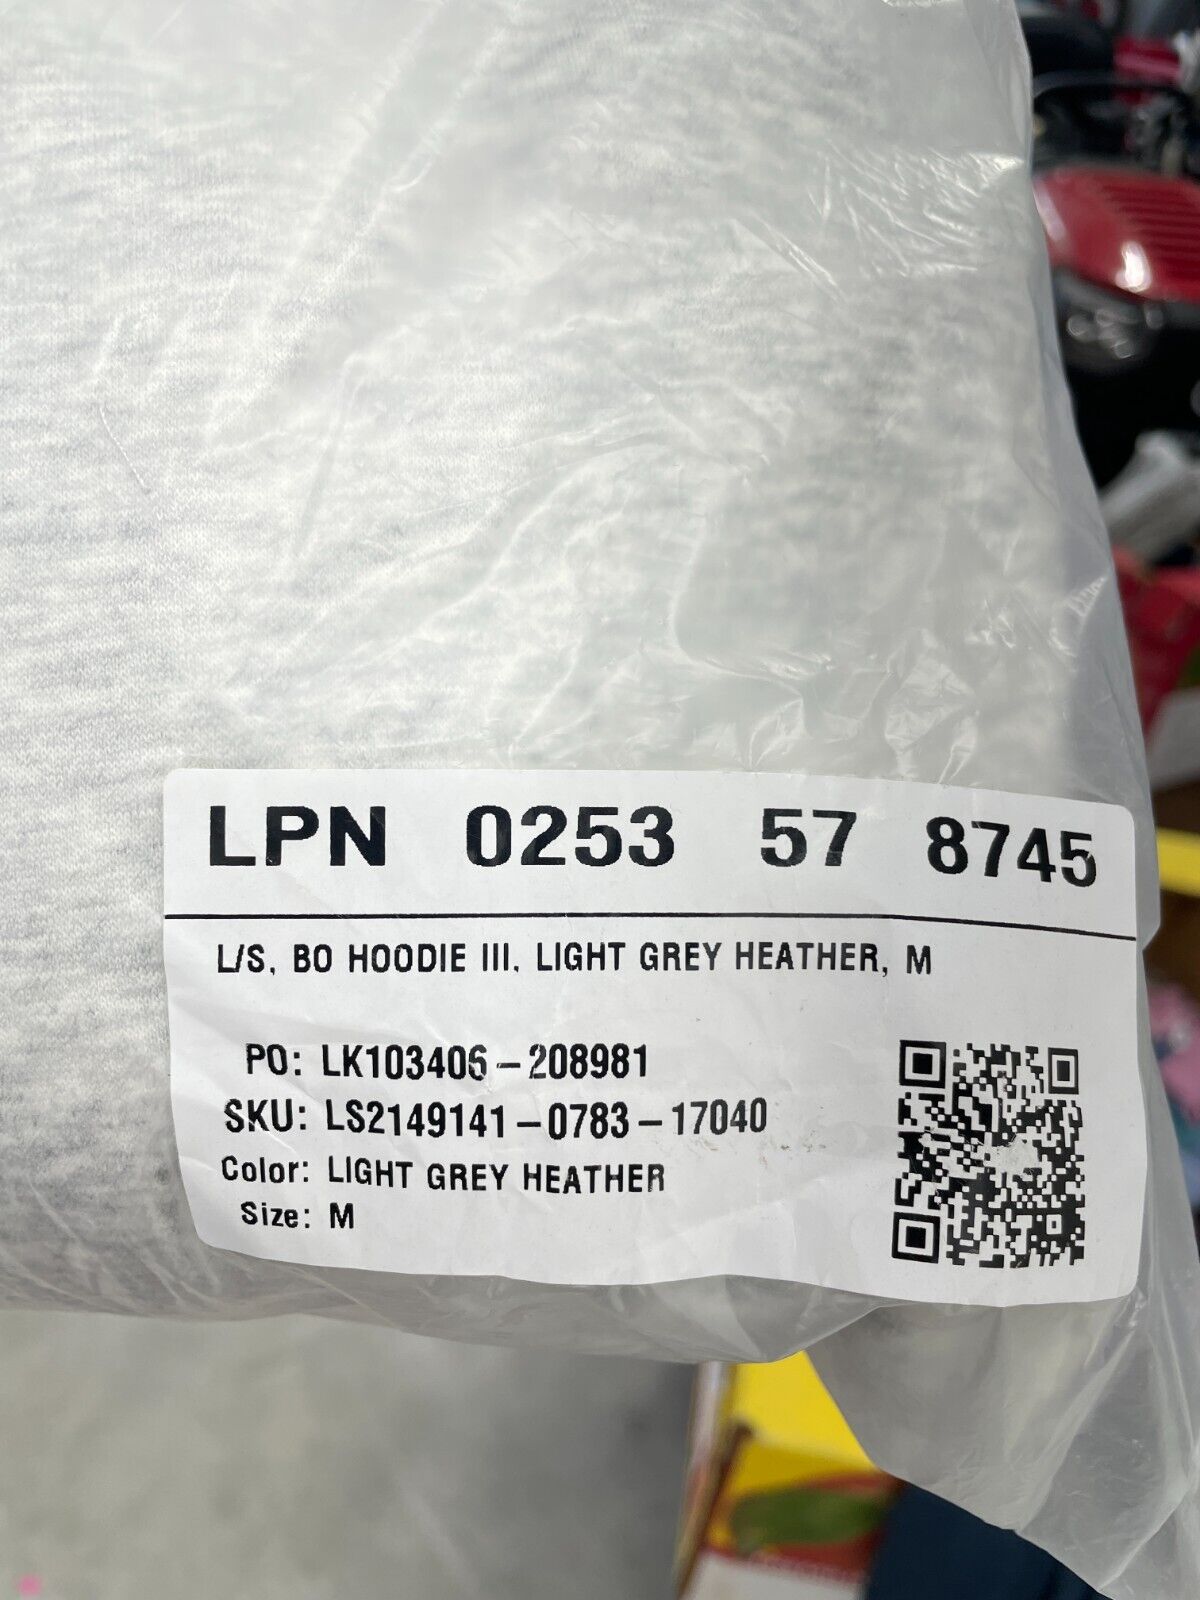 LPN 0253 57 8745
L/S, BO HOODIE III, LIGHT GREY HEATHER, M
PO: LK103406-208981
SKU: LS2149141-0783-17040
Color: LIGHT GREY HEATHER
Size: M